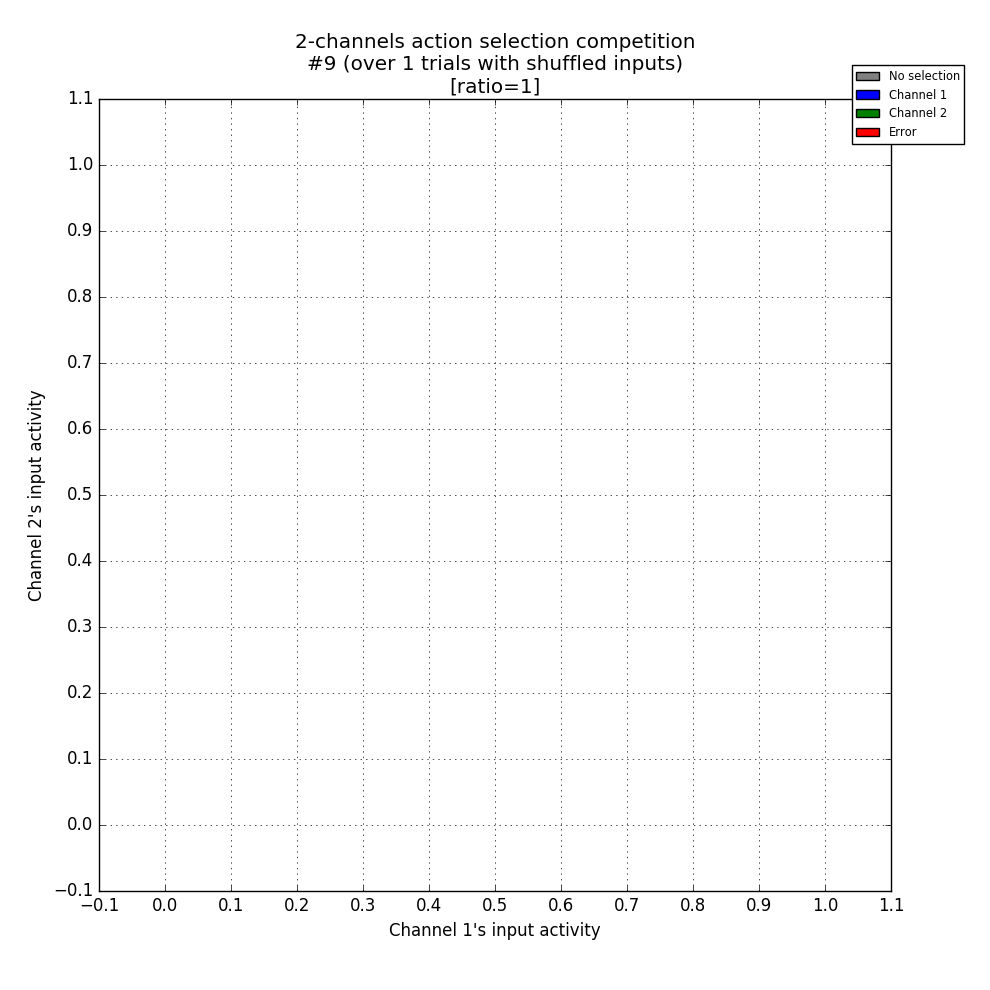 2-channels action selection competition
#9 (over 1 trials with shuffled inputs)
[ratio=1]
No selection
Channel 1
Channel 2
Error
1.1
1.0
0.9
0.8
0.7
0.6
0.5
0.4
0.3
0.2
0.1
0.0
−0.1
Channel 2's input activity
−0.1 0.0 0.1 0.2 0.3 0.4 0.5 0.6 0.7 0.8 0.9 1.0 1.1
Channel 1's input activity